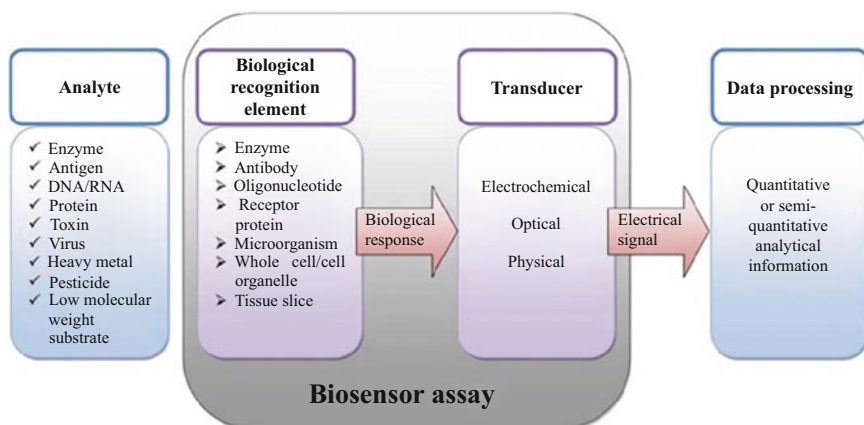 Analyte
Enzyme
Antigen
DNA/RNA
Protein
Toxin
Virus
Heavy metal
Pesticide
Low molecular
weight
substrate
Biological
recognition
element
Enzyme
Antibody
Oligonucleotide
Receptor
protein
Microorganism
Whole cell/cell
organelle
Tissue slice
Biological
response
Transducer
Electrochemical
Optical
Physical
Electrical
signal
Data processing
Quantitative
or semi-
quantitative
analytical
information
Biosensor assay